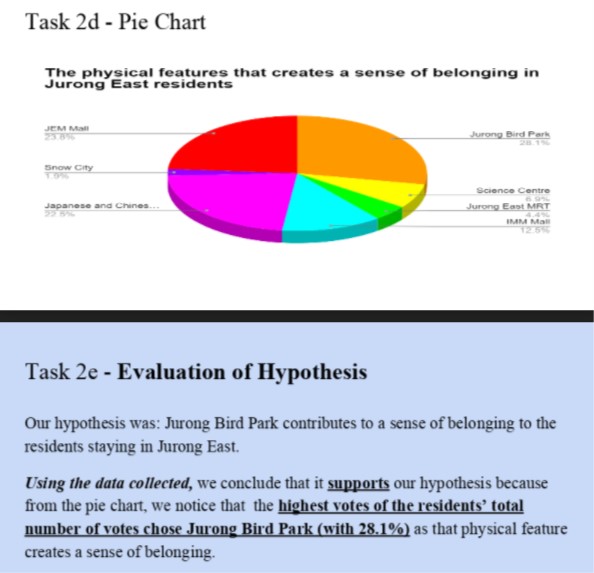 Task 2d - Pie Chart
The physical features that creates a sense of belonging in
Jurong East residents
JEM Mall
23.8%
Snow City
1.9%
Japanese and Chines...
22.5%
Jurong Bird Park
28.1%
Science Centre
6.9%
Jurong East MRT
4.4%
IMM Mall
12.5%
Task 2e - Evaluation of Hypothesis
Our hypothesis was: Jurong Bird Park contributes to a sense of belonging to the
residents staying in Jurong East.
Using the data collected, we conclude that it supports our hypothesis because
from the pie chart, we notice that the highest votes of the residents' total
number of votes chose Jurong Bird Park (with 28.1%) as that physical feature
creates a sense of belonging.